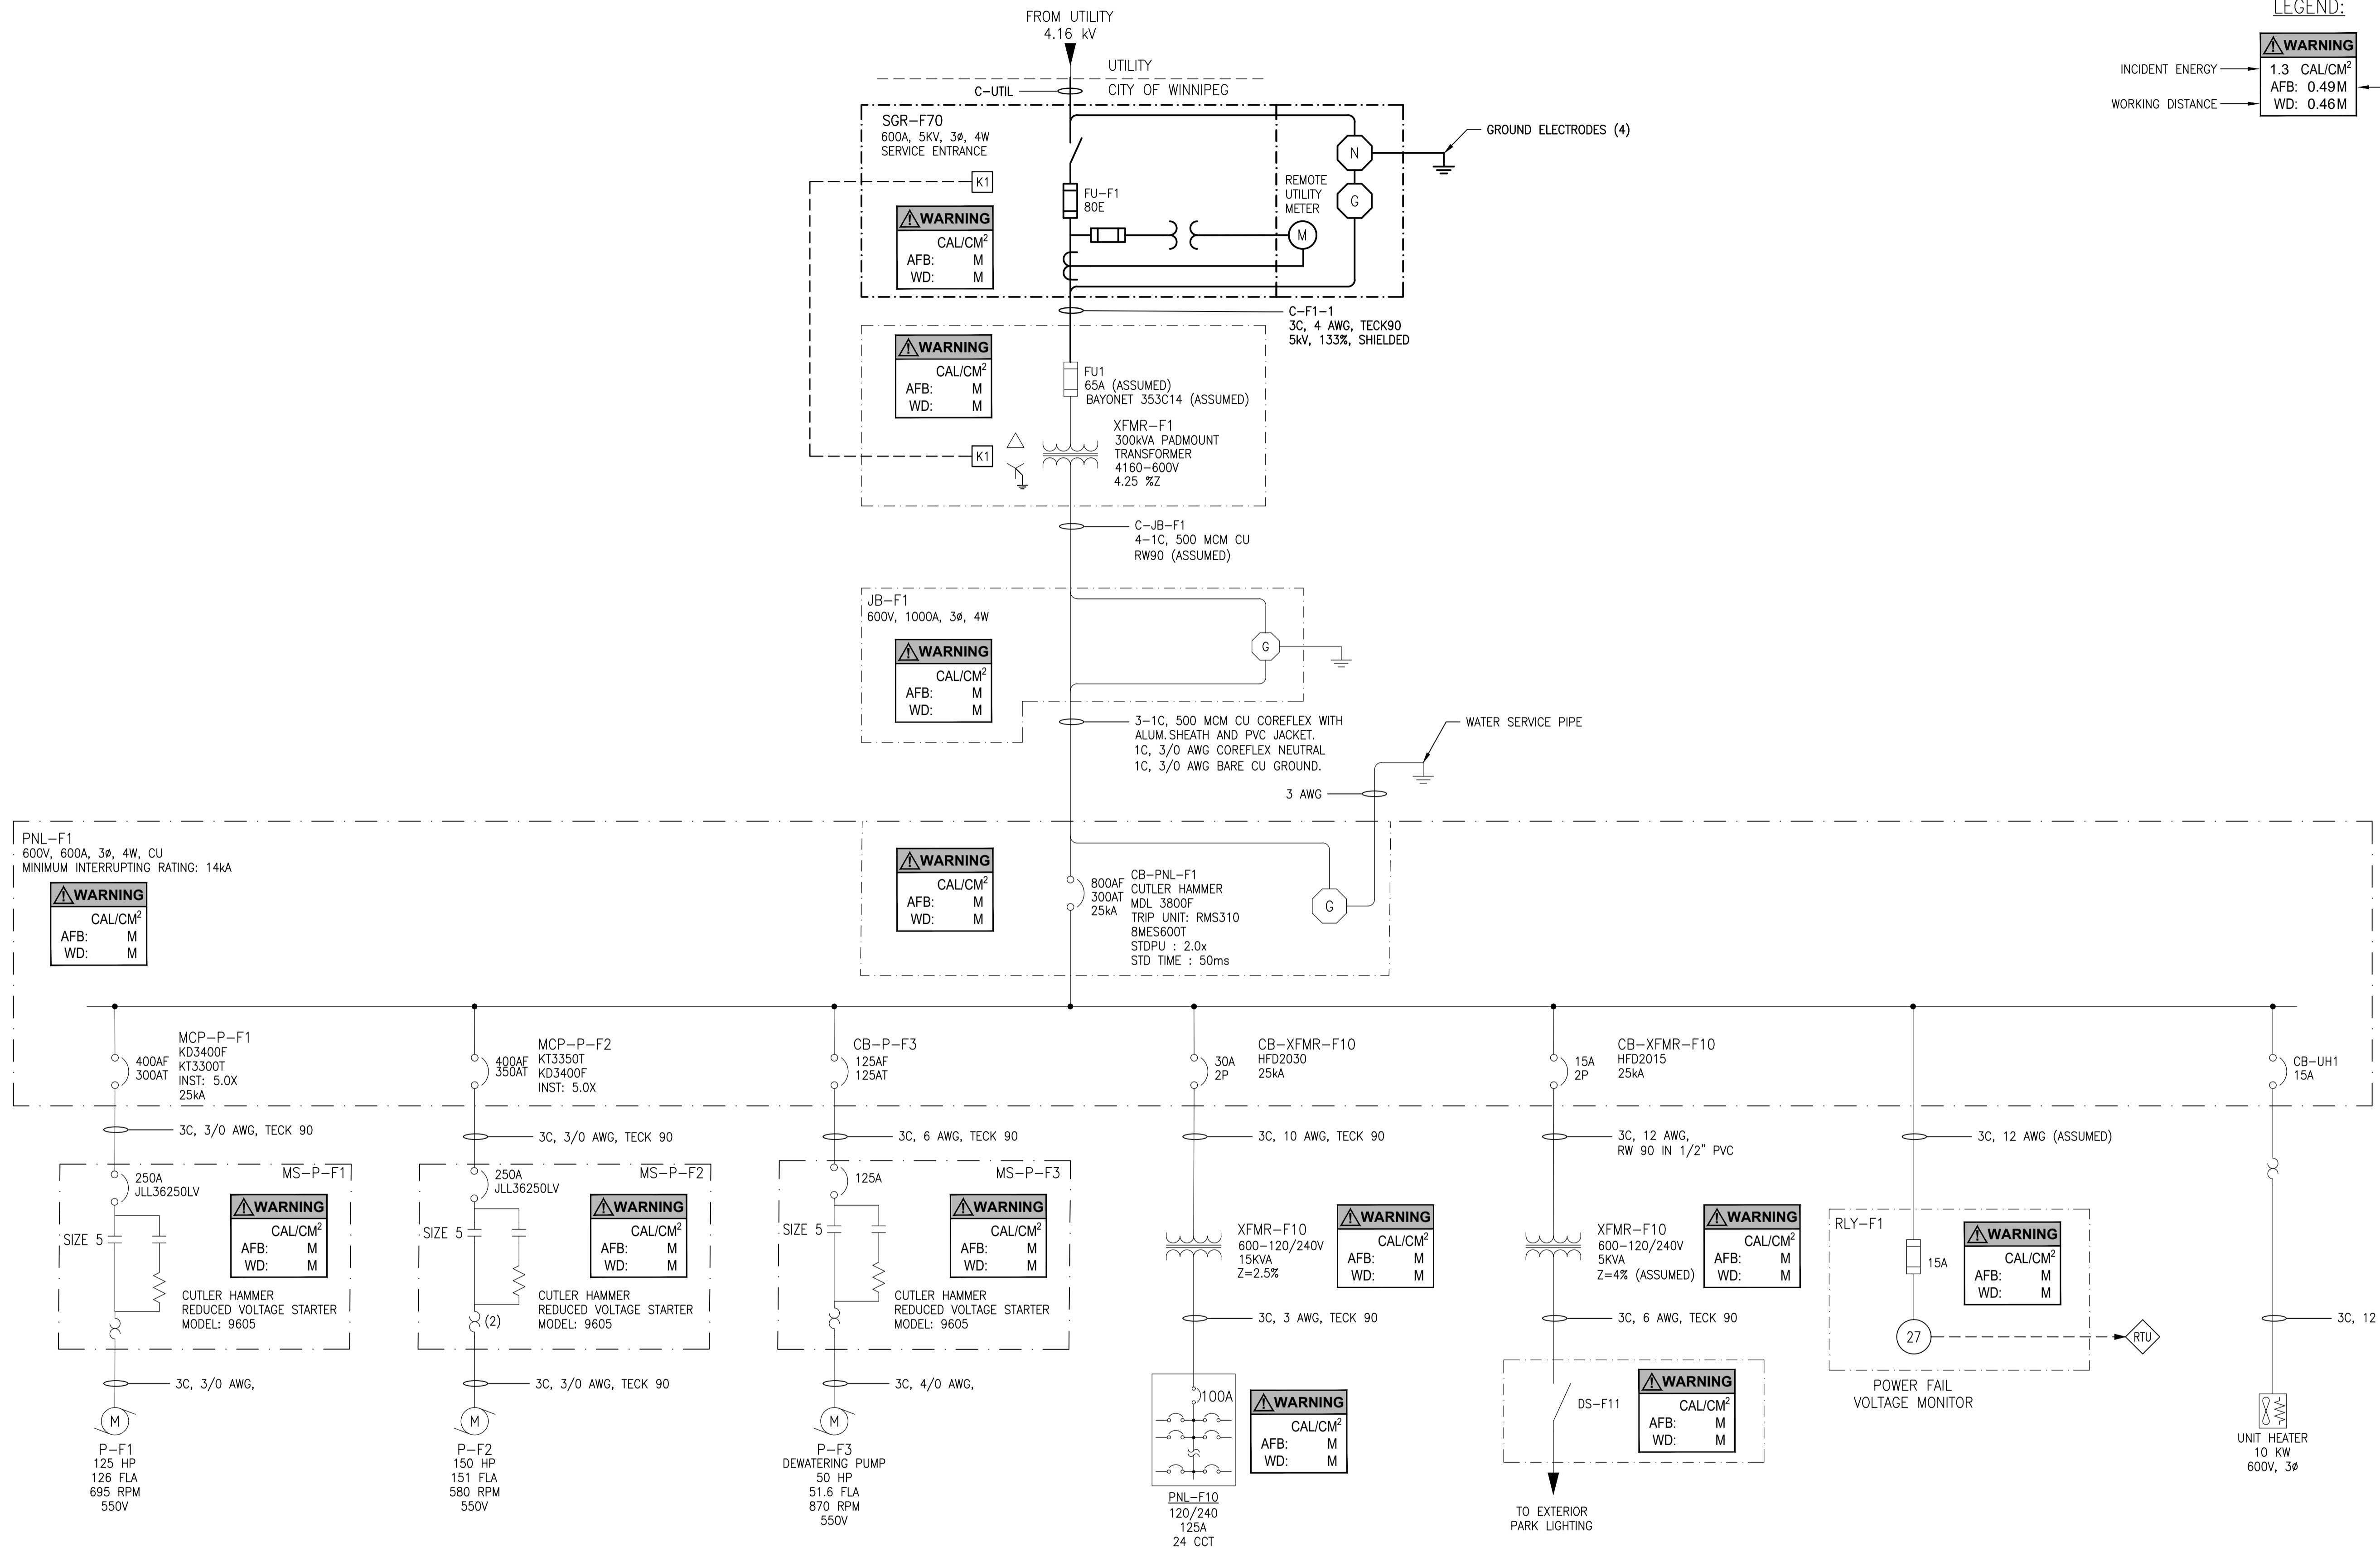 LEGEND:
⚠WARNING
1.3 CAL/CM²
AFB: 0.49M
WD: 0.46M
INCIDENT ENERGY
WORKING DISTANCE
FROM UTILITY
4.16 kV
UTILITY
C-UTIL
CITY OF WINNIPEG
SGR-F70
600A, 5KV, 3ø, 4W
SERVICE ENTRANCE
K1
⚠WARNING
CAL/CM²
AFB: M
WD: M
FU-F1
80E
REMOTE
UTILITY
METER
N
G
M
GROUND ELECTRODES (4)
C-F1-1
3C, 4 AWG, TECK90
5kV, 133%, SHIELDED
⚠WARNING
CAL/CM²
AFB: M
WD: M
FU1
65A (ASSUMED)
BAYONET 353C14 (ASSUMED)
K1
XFMR-F1
300kVA PADMOUNT
TRANSFORMER
4160-600V
4.25 %Z
C-JB-F1
4-1C, 500 MCM CU
RW90 (ASSUMED)
JB-F1
600V, 1000A, 3ø, 4W
⚠WARNING
CAL/CM²
AFB: M
WD: M
G
3-1C, 500 MCM CU COREFLEX WITH
ALUM.SHEATH AND PVC JACKET.
1C, 3/0 AWG COREFLEX NEUTRAL
1C, 3/0 AWG BARE CU GROUND.
WATER SERVICE PIPE
3 AWG
PNL-F1
600V, 600A, 3ø, 4W, CU
MINIMUM INTERRUPTING RATING: 14kA
⚠WARNING
CAL/CM²
AFB: M
WD: M
⚠WARNING
CAL/CM²
AFB: M
WD: M
800AF
300AT
25kA
CB-PNL-F1
CUTLER HAMMER
MDL 3800F
TRIP UNIT: RMS310
8MES600T
STDPU : 2.0x
STD TIME : 50ms
G
400AF
300AT
MCP-P-F1
KD3400F
KT3300T
INST: 5.0X
25kA
400AF
350AT
MCP-P-F2
KT3350T
KD3400F
INST: 5.0X
CB-P-F3
125AF
125AT
30A
2P
CB-XFMR-F10
HFD2030
25kA
15A
2P
CB-XFMR-F10
HFD2015
25kA
CB-UH1
15A
3C, 3/0 AWG, TECK 90
3C, 3/0 AWG, TECK 90
3C, 6 AWG, TECK 90
3C, 10 AWG, TECK 90
3C, 12 AWG,
RW 90 IN 1/2" PVC
3C, 12 AWG (ASSUMED)
MS-P-F1
250A
JLL36250LV
SIZE 5
⚠WARNING
CAL/CM²
AFB: M
WD: M
CUTLER HAMMER
REDUCED VOLTAGE STARTER
MODEL: 9605
MS-P-F2
250A
JLL36250LV
SIZE 5
⚠WARNING
CAL/CM²
AFB: M
WD: M
(2)
CUTLER HAMMER
REDUCED VOLTAGE STARTER
MODEL: 9605
MS-P-F3
125A
SIZE 5
⚠WARNING
CAL/CM²
AFB: M
WD: M
CUTLER HAMMER
REDUCED VOLTAGE STARTER
MODEL: 9605
XFMR-F10
600-120/240V
15KVA
Z=2.5%
⚠WARNING
CAL/CM²
AFB: M
WD: M
XFMR-F10
600-120/240V
5KVA
Z=4% (ASSUMED)
⚠WARNING
CAL/CM²
AFB: M
WD: M
RLY-F1
15A
⚠WARNING
CAL/CM²
AFB: M
WD: M
27
RTU
POWER FAIL
VOLTAGE MONITOR
3C, 3 AWG, TECK 90
3C, 6 AWG, TECK 90
3C, 12
3C, 3/0 AWG,
3C, 3/0 AWG, TECK 90
3C, 4/0 AWG,
M
P-F1
125 HP
126 FLA
695 RPM
550V
M
P-F2
150 HP
151 FLA
580 RPM
550V
M
P-F3
DEWATERING PUMP
50 HP
51.6 FLA
870 RPM
550V
100A
⚠WARNING
CAL/CM²
AFB: M
WD: M
PNL-F10
120/240
125A
24 CCT
DS-F11
⚠WARNING
CAL/CM²
AFB: M
WD: M
TO EXTERIOR
PARK LIGHTING
UNIT HEATER
10 KW
600V, 3ø